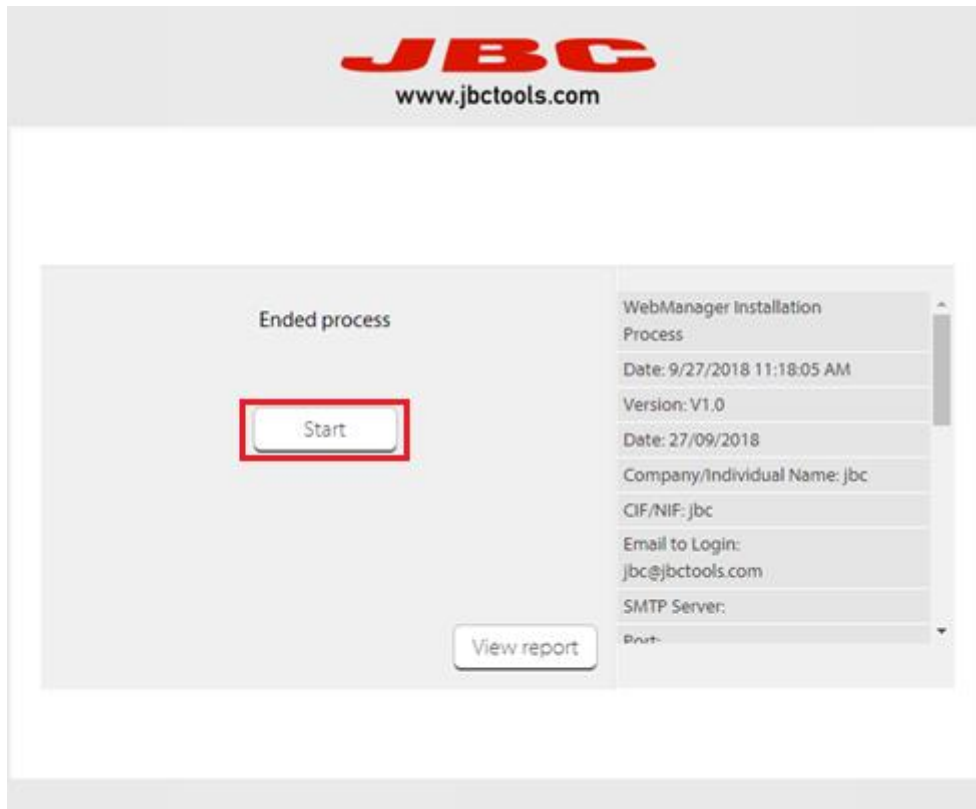 JBC
www.jbctools.com
Ended process
Start
View report
WebManager Installation
Process
Date: 9/27/2018 11:18:05 AM
Version: V1.0
Date: 27/09/2018
Company/Individual Name: jbc
CIF/NIF: jbc
Email to Login:
jbc@jbctools.com
SMTP Server:
Port: